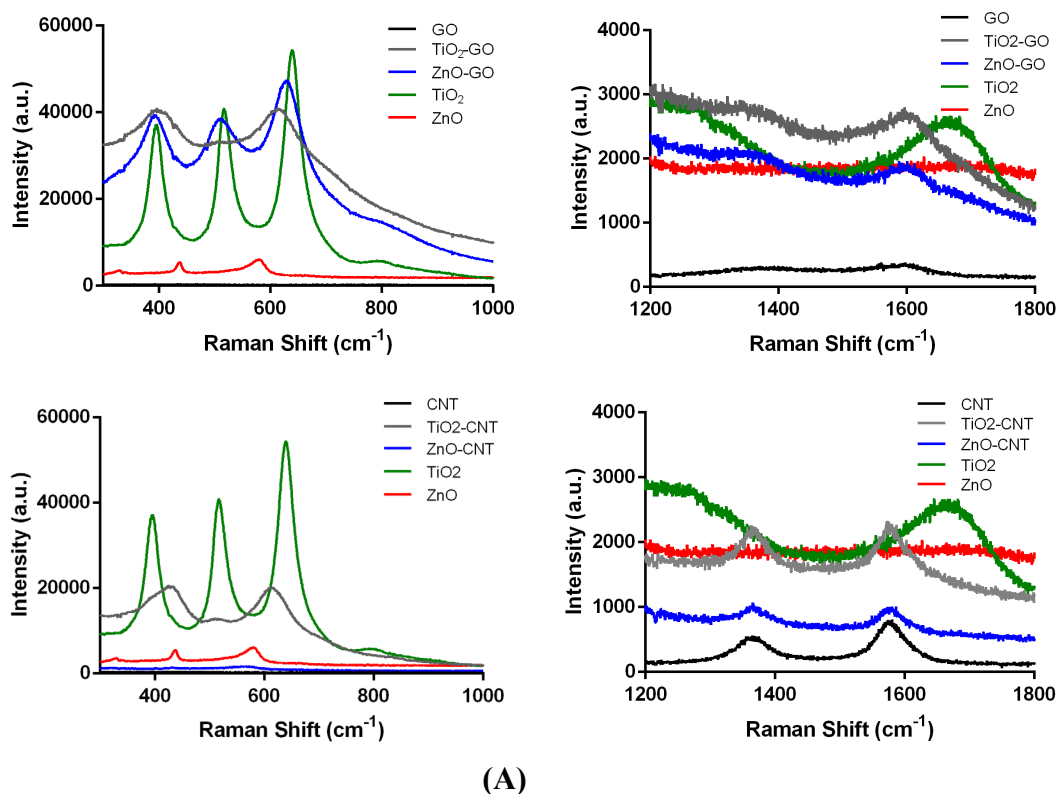 60000
40000
20000
0
Intensity (a.u.)
400
600
800
1000
Raman Shift (cm⁻¹)
GO
TiO₂-GO
ZnO-GO
TiO₂
ZnO
4000
3000
2000
1000
0
Intensity (a.u.)
1200
1400
1600
1800
Raman Shift (cm⁻¹)
GO
TiO2-GO
ZnO-GO
TiO2
ZnO
60000
40000
20000
0
Intensity (a.u.)
400
600
800
1000
Raman Shift (cm⁻¹)
CNT
TiO2-CNT
ZnO-CNT
TiO2
ZnO
4000
3000
2000
1000
0
Intensity (a.u.)
1200
1400
1600
1800
Raman Shift (cm⁻¹)
CNT
TiO2-CNT
ZnO-CNT
TiO2
ZnO
(A)